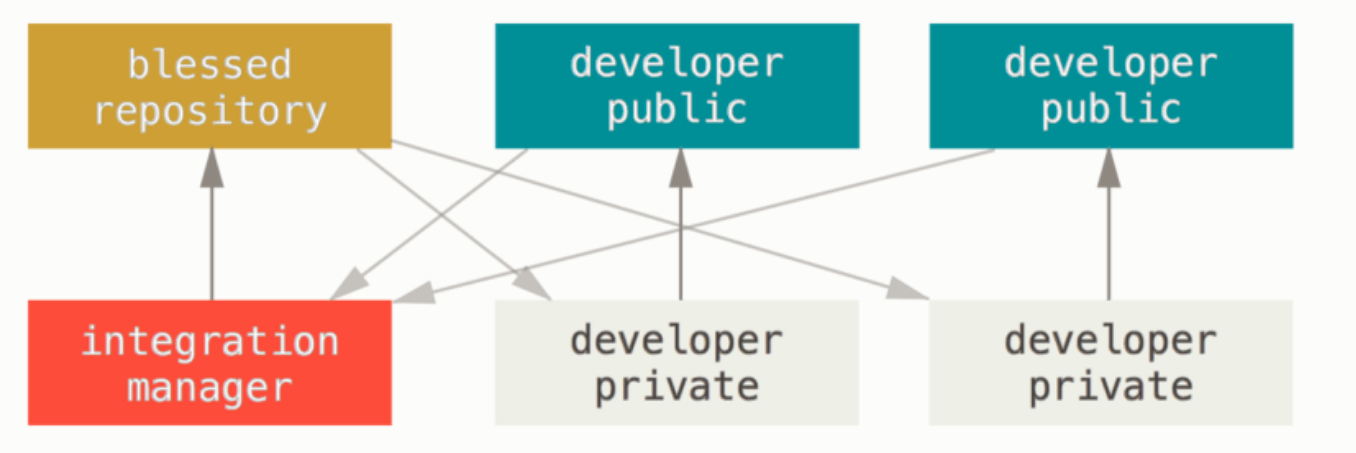 blessed
repository
developer
public
developer
public
integration
manager
developer
private
developer
private